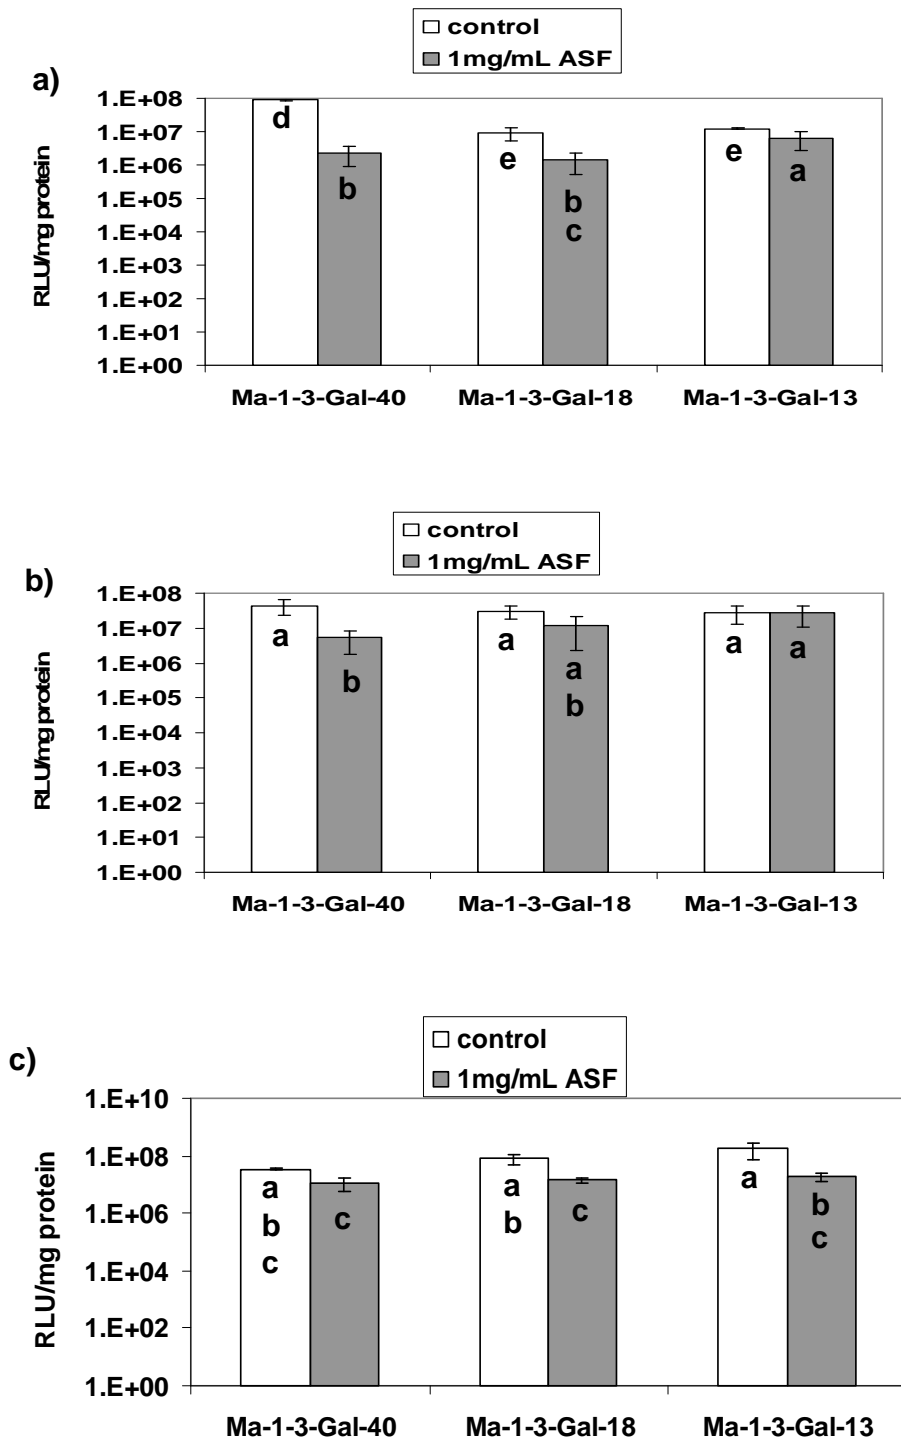 control
1mg/mL ASF
a)
1.E+08
1.E+07
1.E+06
1.E+05
1.E+04
1.E+03
1.E+02
1.E+01
1.E+00
RLU/mg protein
d
b
e
b
c
e
a
Ma-1-3-Gal-40 Ma-1-3-Gal-18 Ma-1-3-Gal-13
control
1mg/mL ASF
b)
1.E+08
1.E+07
1.E+06
1.E+05
1.E+04
1.E+03
1.E+02
1.E+01
1.E+00
RLU/mg protein
a
b
a
a
b
a
a
Ma-1-3-Gal-40 Ma-1-3-Gal-18 Ma-1-3-Gal-13
control
1mg/mL ASF
c)
1.E+10
1.E+08
1.E+06
1.E+04
1.E+02
1.E+00
RLU/mg protein
a
b
c
c
a
b
c
a
b
c
Ma-1-3-Gal-40 Ma-1-3-Gal-18 Ma-1-3-Gal-13